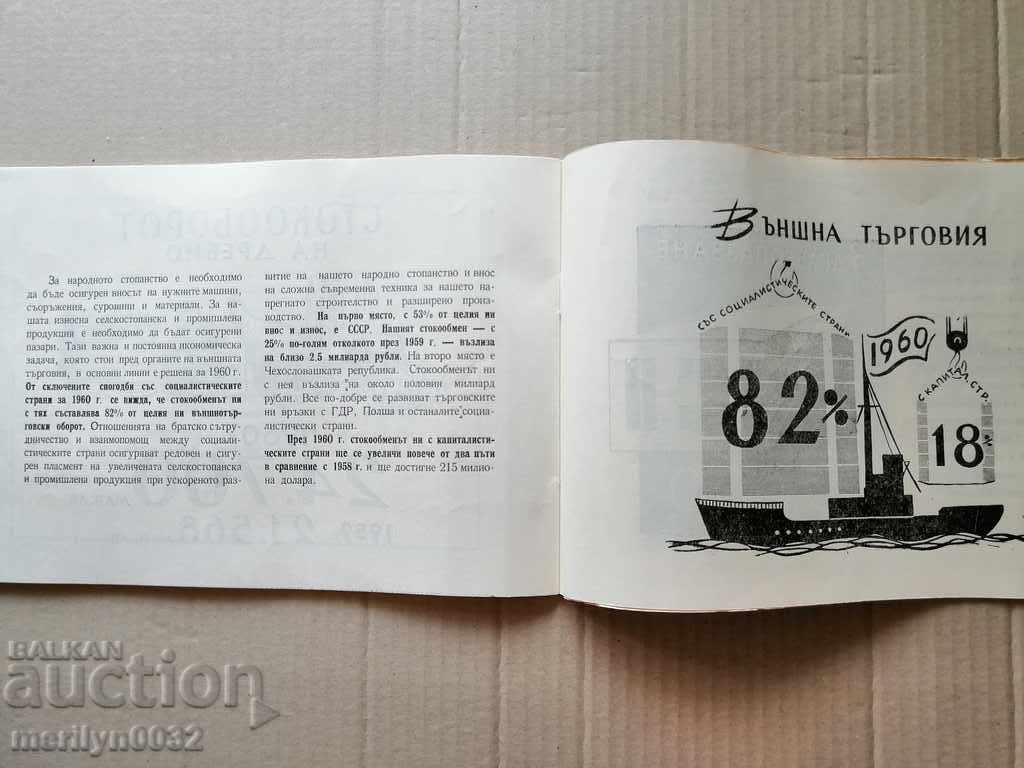 За народното стопанство е необходимо
да бъде осигурен вносът на нужните машини,
съоръжения, суровини и материали. За на-
шата износна селскостопанска и промишлена
продукция е необходимо да бъдат осигурени
пазари. Тази важна и постоянна икономическа
задача, която стои пред органите на външната
търговия, в основни линии е решена за 1960 г.
От сключените спогодби със социалистическите
страни за 1960 г. се вижда, че стокообменът ни
с тях съставлява 82% от целия ни външнотър-
говски оборот. Отношенията на братско сътру-
дничество и взаимопомощ между социали-
стическите страни осигуряват редовен и сигу-
рен пласмент на увеличената селскостопанска
и промишлена продукция при ускореното раз-
витие на нашето народно стопанство и внос
на сложна съвременна техника за нашето на-
прегнато строителство и разширено произ-
водство. На първо място, с 53% от целия ни
внос и износ, е СССР. Нашият стокообмен — с
25% по-голям отколкото през 1959 г. — възлиза
на близо 2,5 милиарда рубли. На второ място е
Чехословашката република. Стокообменът ни
с нея възлиза на около половин милиард
рубли. Все по-добре се развиват търговските
ни връзки с ГДР, Полша и останалите социа-
листически страни.
През 1960 г. стокообменът ни с капиталисти-
ческите страни ще се увеличи повече от два пъти
в сравнение с 1958 г. и ще достигне 215 милио-
на долара.
ВЪНШНА ТЪРГОВИЯ
СЪС СОЦИАЛИСТИЧЕСКИТЕ СТРАНИ
82%
1960
С КАПИТАЛ. СТР.
18%
СТОКООБОРОТ
НА ДРЕБНО
BALKAN
auction
merilyn0032